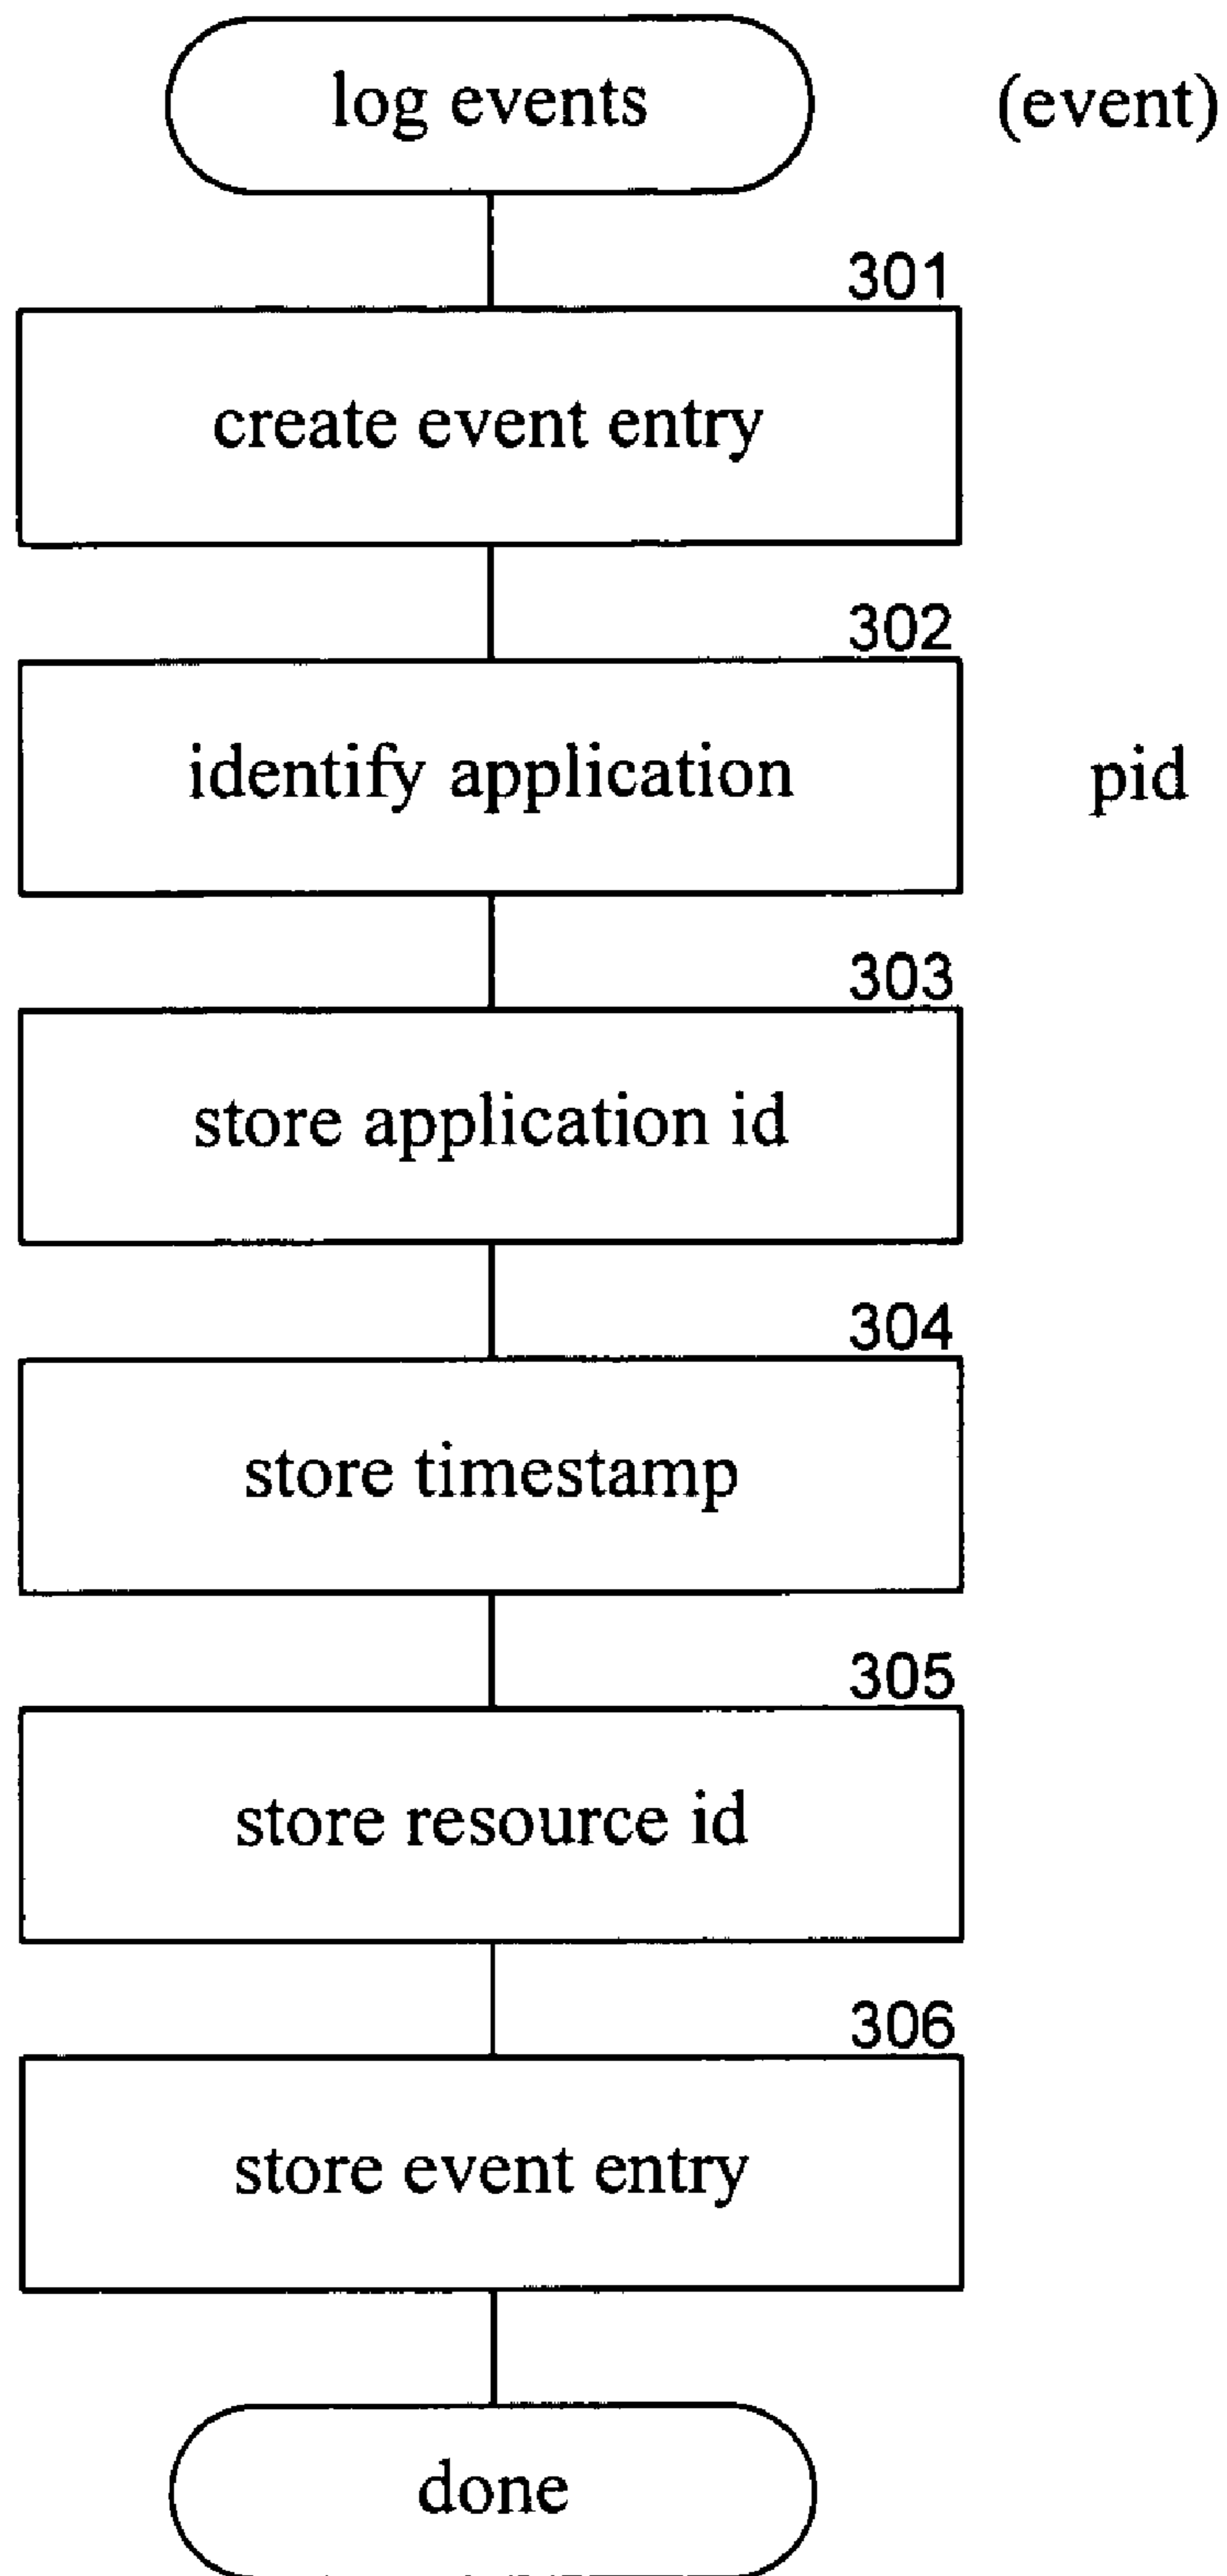 log events
(event)
301
create event entry
302
identify application
pid
303
store application id
304
store timestamp
305
store resource id
306
store event entry
done